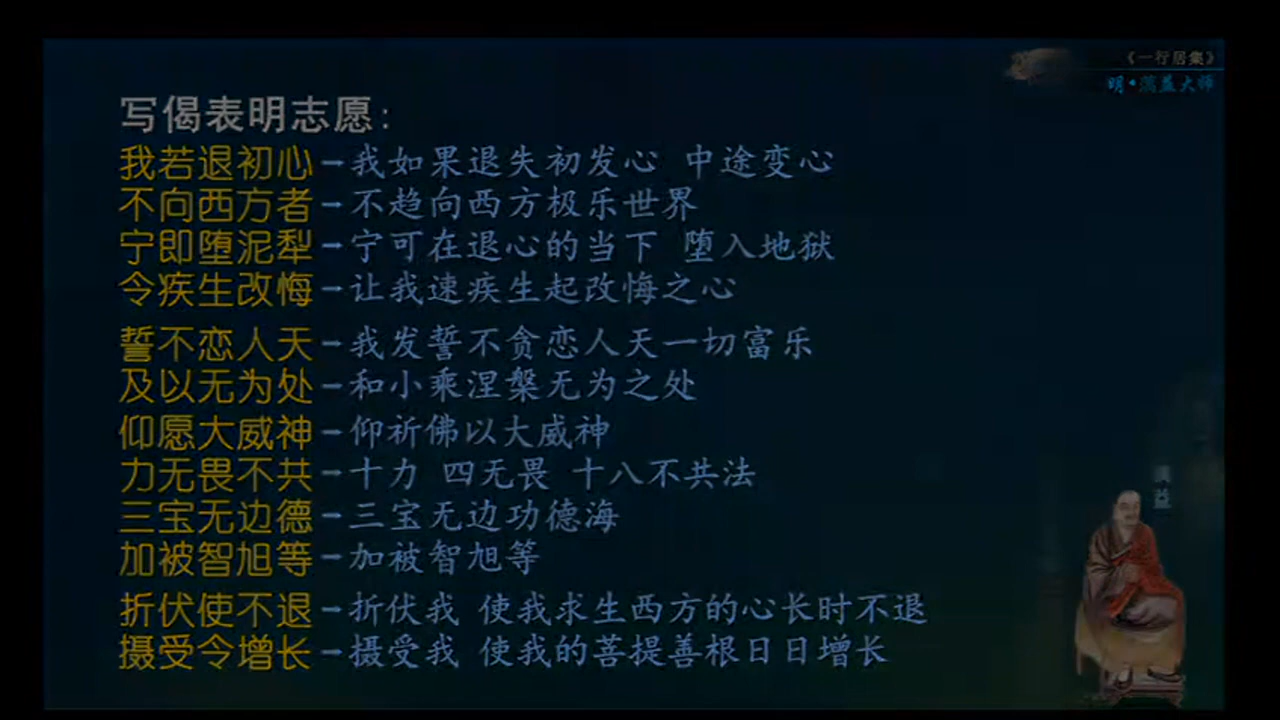 《一行居集》
明·蕅益大师
写偈表明志愿：
我若退初心－我如果退失初发心 中途变心
不向西方者－不趋向西方极乐世界
宁即堕泥犁－宁可在退心的当下 堕入地狱
令疾生改悔－让我速疾生起改悔之心
誓不恋人天－我发誓不贪恋人天一切富乐
及以无为处－和小乘涅槃无为之处
仰愿大威神－仰祈佛以大威神
力无畏不共－十力 四无畏 十八不共法
三宝无边德－三宝无边功德海
加被智旭等－加被智旭等
折伏使不退－折伏我 使我求生西方的心长时不退
摄受令增长－摄受我 使我的菩提善根日日增长
蕅益